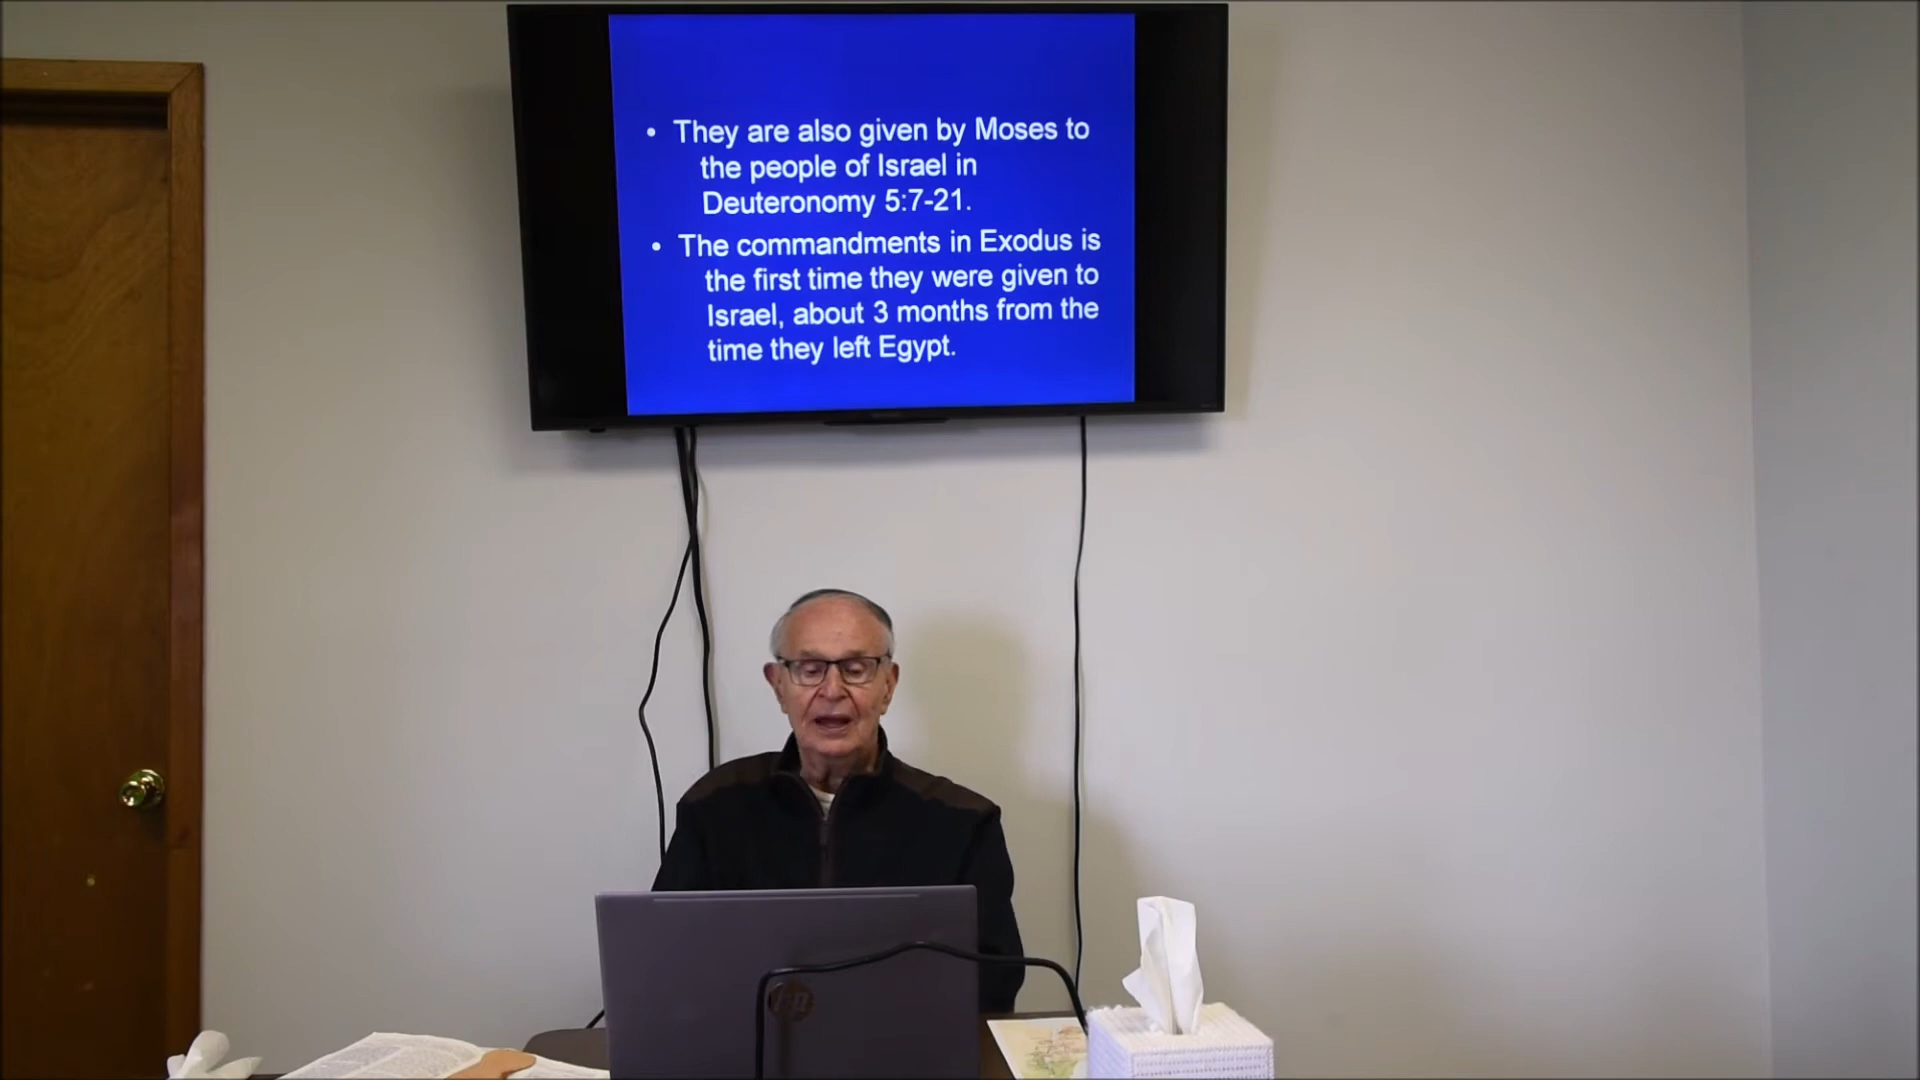 • They are also given by Moses to
the people of Israel in
Deuteronomy 5:7-21.
• The commandments in Exodus is
the first time they were given to
Israel, about 3 months from the
time they left Egypt.
hp